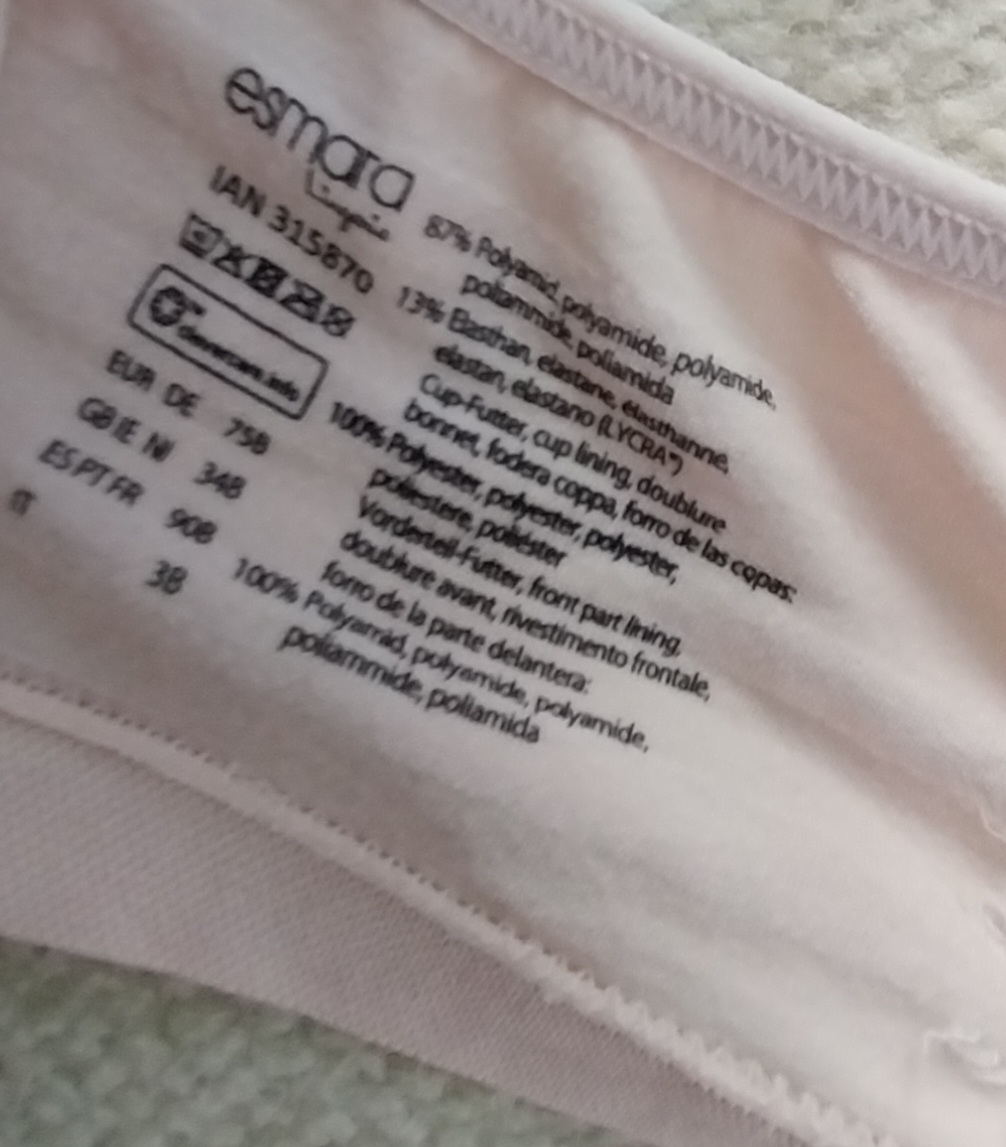 esmara
Lingerie
IAN 315870
clevercare.info
EUR DE 75B
GB IE NI 34B
ES PT FR 90B
IT 3B
87% Polyamid, polyamide, polyamide,
poliammide, poliamida
13% Elasthan, elastane, élasthanne,
elastan, elastano (LYCRA®)
Cup-Futter, cup lining, doublure
bonnet, fodera coppa, forro de las copas:
100% Polyester, polyester, polyester,
poliestere, poliéster
Vorderteil-Futter, front part lining,
doublure avant, rivestimento frontale,
forro de la parte delantera:
100% Polyamid, polyamide, polyamide,
poliammide, poliamida